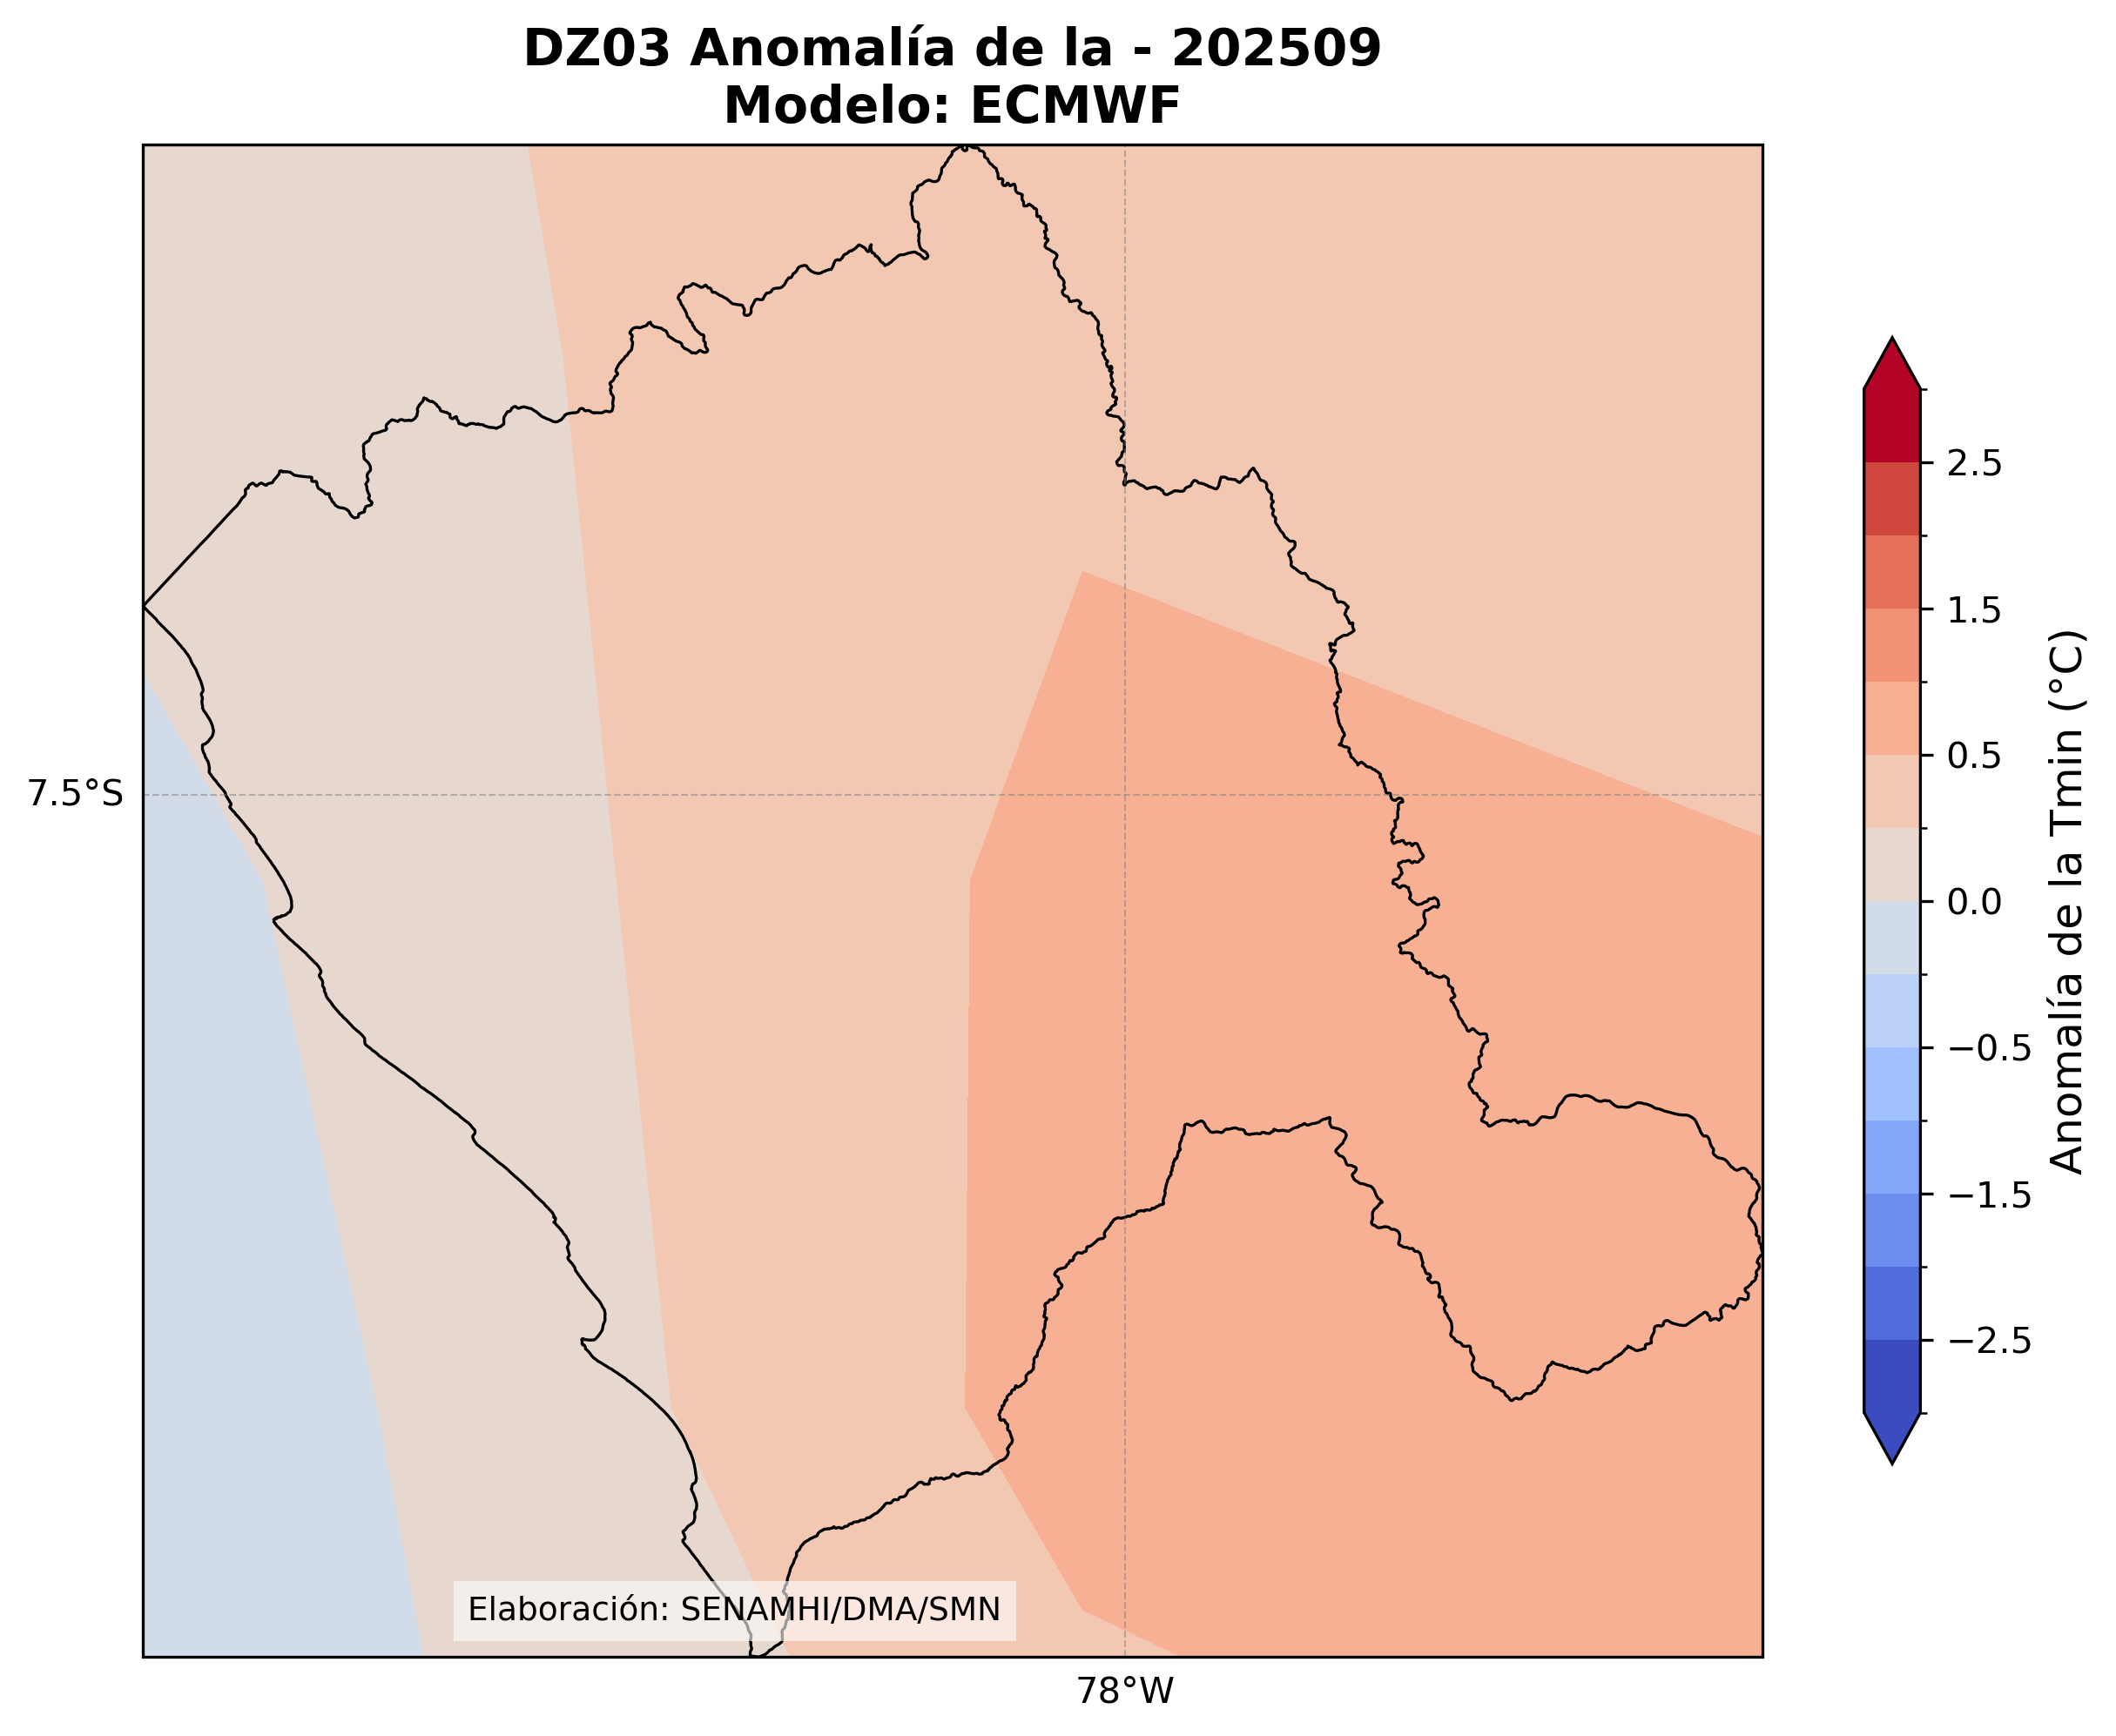 DZ03 Anomalía de la - 202509
Modelo: ECMWF
7.5°S
78°W
Elaboración: SENAMHI/DMA/SMN
2.5
1.5
0.5
0.0
−0.5
−1.5
−2.5
Anomalía de la Tmin (°C)